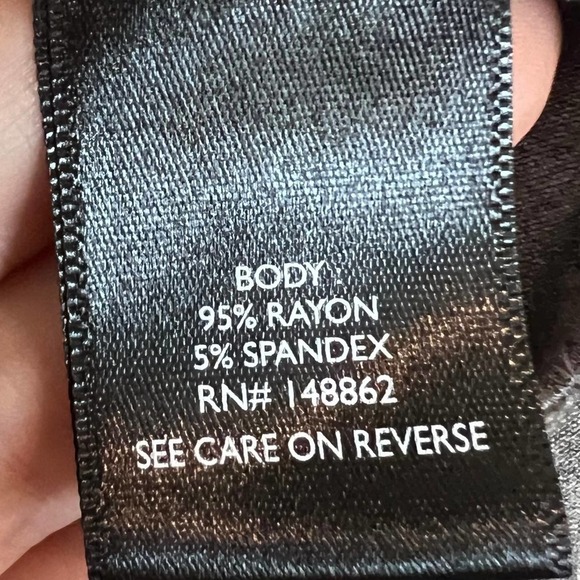 BODY :
95% RAYON
5% SPANDEX
RN# 148862
SEE CARE ON REVERSE